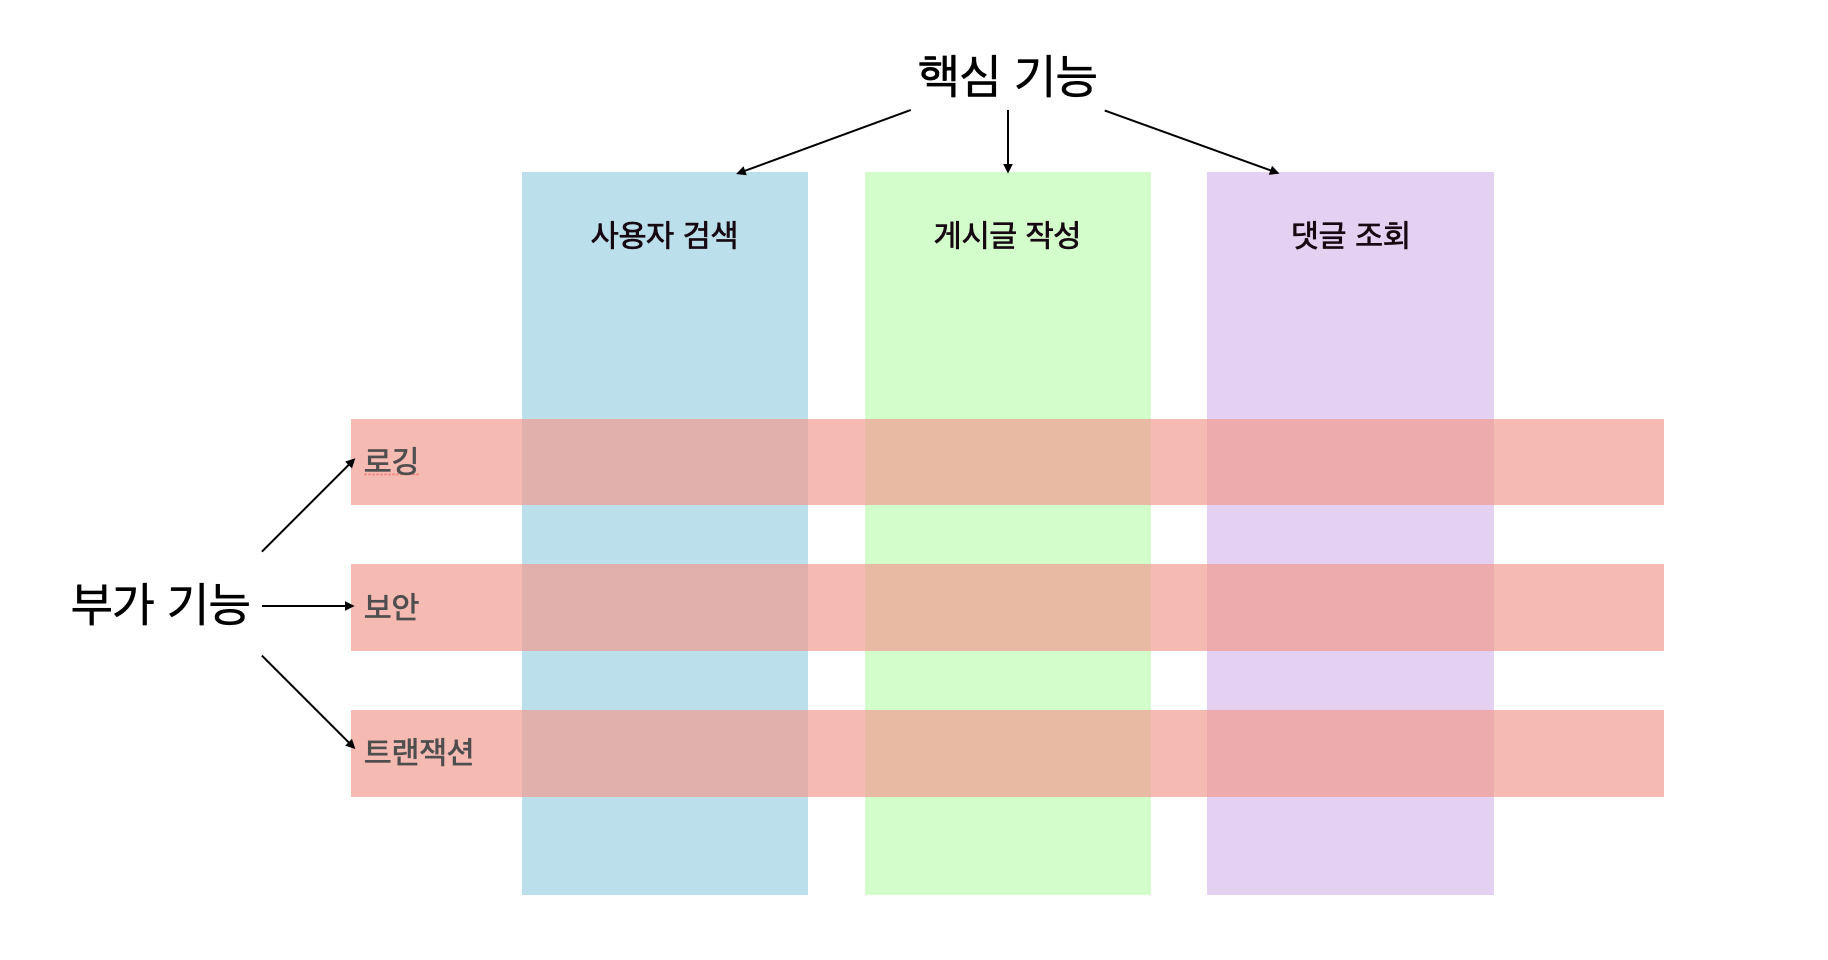 핵심 기능
사용자 검색
게시글 작성
댓글 조회
로깅
보안
부가 기능
트랜잭션